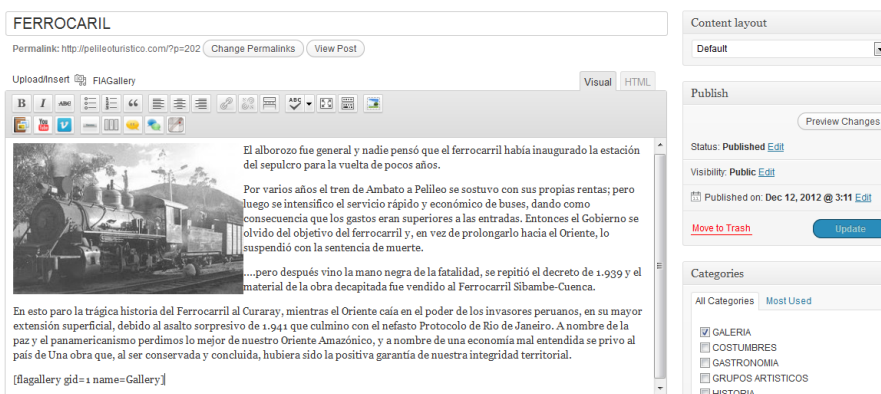 FERROCARIL
Permalink: http://pelileoturistico.com/?p=202 Change Permalinks View Post
Upload/Insert FlAGallery
Visual HTML
B I ABC ABC
El alborozo fue general y nadie pensó que el ferrocarril había inaugurado la estación
del sepulcro para la vuelta de pocos años.
Por varios años el tren de Ambato a Pelileo se sostuvo con sus propias rentas; pero
luego se intensifico el servicio rápido y económico de buses, dando como
consecuencia que los gastos eran superiores a las entradas. Entonces el Gobierno se
olvido del objetivo del ferrocarril y, en vez de prolongarlo hacia el Oriente, lo
suspendió con la sentencia de muerte.
....pero después vino la mano negra de la fatalidad, se repitió el decreto de 1.939 y el
material de la obra decapitada fue vendido al Ferrocarril Sibambe-Cuenca.
En esto paro la trágica historia del Ferrocarril al Curaray, mientras el Oriente caía en el poder de los invasores peruanos, en su mayor
extensión superficial, debido al asalto sorpresivo de 1.941 que culmino con el nefasto Protocolo de Rio de Janeiro. A nombre de la
paz y el panamericanismo perdimos lo mejor de nuestro Oriente Amazónico, y a nombre de una economía mal entendida se privo al
país de Una obra que, al ser conservada y concluida, hubiera sido la positiva garantía de nuestra integridad territorial.
[flagallery gid=1 name=Gallery]
Content layout
Default
Publish
Preview Changes
Status: Published Edit
Visibility: Public Edit
Published on: Dec 12, 2012 @ 3:11 Edit
Move to Trash Update
Categories
All Categories Most Used
GALERIA
COSTUMBRES
GASTRONOMIA
GRUPOS ARTISTICOS
HISTORIA